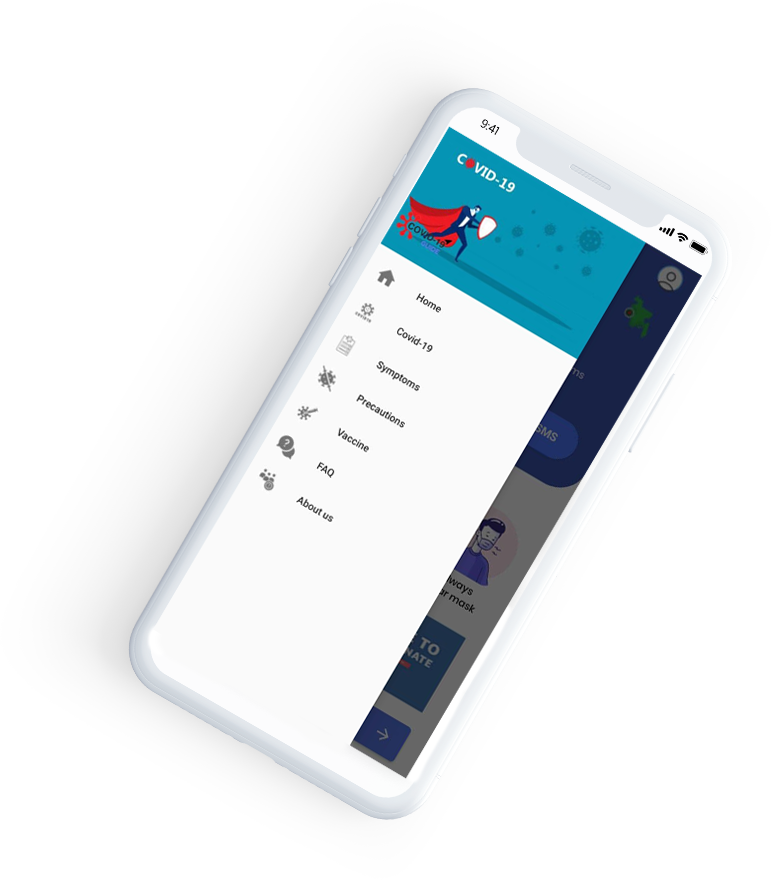 9:41
COVID-19
COVID-19
Home
Covid-19
Symptoms
Precautions
Vaccine
FAQ
About us
ms
SMS
ways
ar mask
E TO
NATE